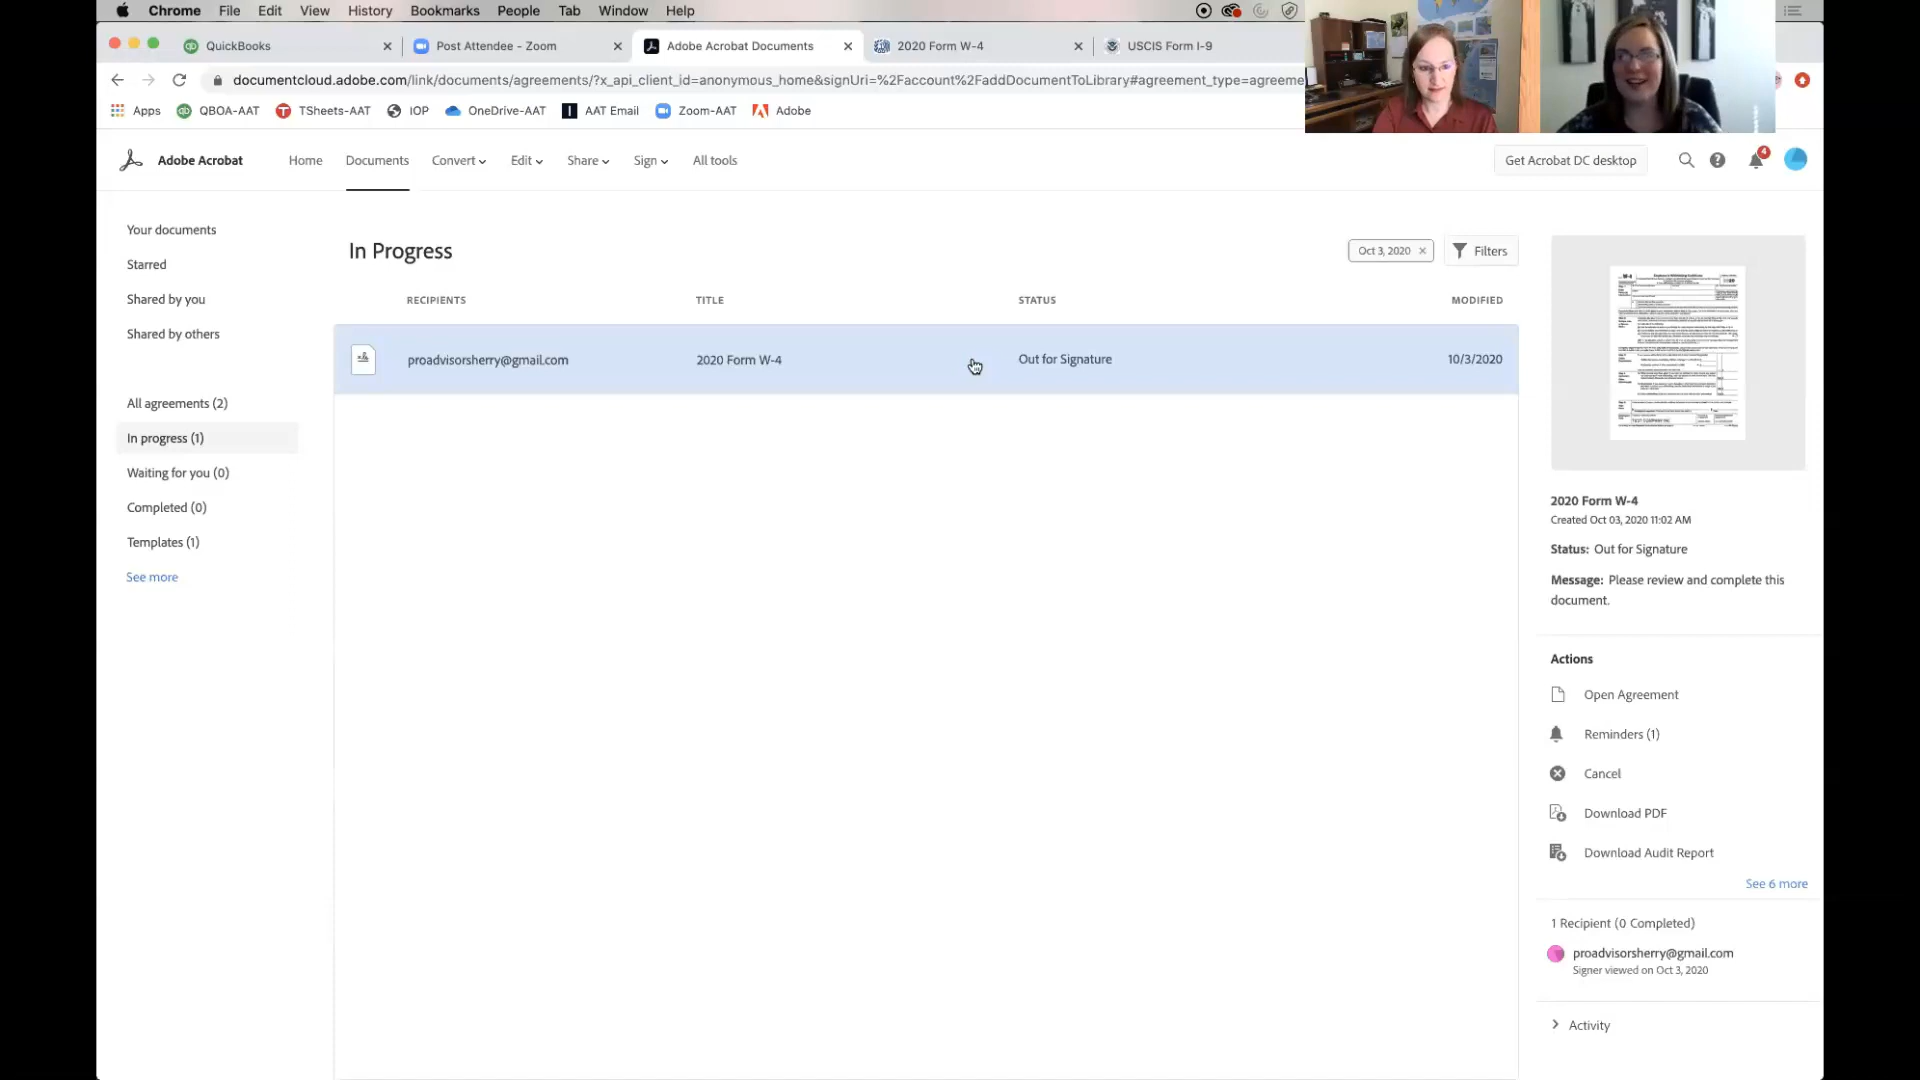 Chrome File Edit View History Bookmarks People Tab Window Help
QuickBooks Post Attendee - Zoom Adobe Acrobat Documents 2020 Form W-4 USCIS Form I-9
documentcloud.adobe.com/link/documents/agreements/?x_api_client_id=anonymous_home&signUri=%2Faccount%2FaddDocumentToLibrary#agreement_type=agreeme
Apps QBOA-AAT TSheets-AAT IOP OneDrive-AAT AAT Email Zoom-AAT Adobe
Adobe Acrobat Home Documents Convert Edit Share Sign All tools Get Acrobat DC desktop 4
Your documents
Starred
Shared by you
Shared by others
All agreements (2)
In progress (1)
Waiting for you (0)
Completed (0)
Templates (1)
See more
In Progress Oct 3, 2020 Filters
RECIPIENTS TITLE STATUS MODIFIED
proadvisorsherry@gmail.com 2020 Form W-4 Out for Signature 10/3/2020
W-4
TEST COMPANY INC
2020 Form W-4
Created Oct 03, 2020 11:02 AM
Status: Out for Signature
Message: Please review and complete this
document.
Actions
Open Agreement
Reminders (1)
Cancel
Download PDF
Download Audit Report
See 6 more
1 Recipient (0 Completed)
proadvisorsherry@gmail.com
Signer viewed on Oct 3, 2020
Activity